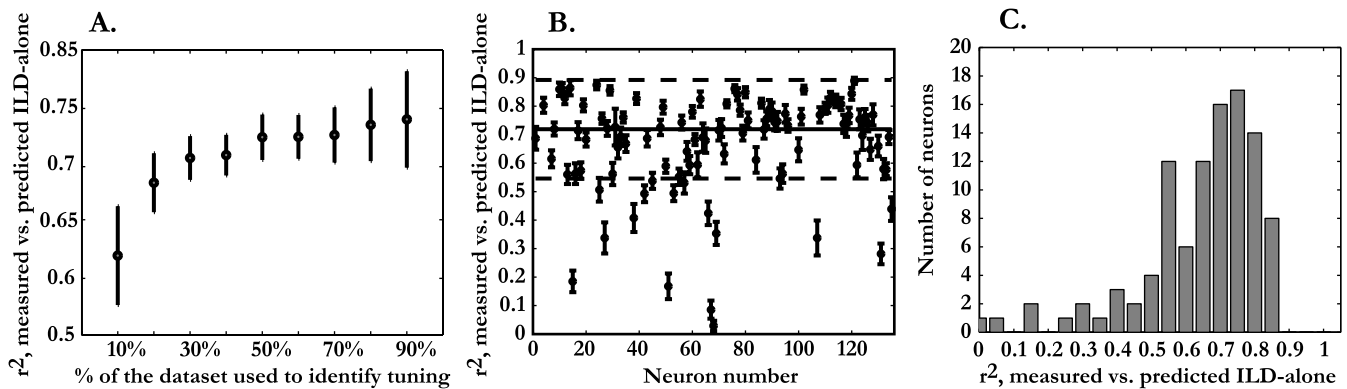 A.
r², measured vs. predicted ILD-alone
0.85
0.75
0.7
0.65
0.6
0.5
10% 30% 50% 70% 90%
% of the dataset used to identify tuning
B.
r², measured vs. predicted ILD-alone
1
0.9
0.8
0.7
0.6
0.5
0.4
0.3
0.2
0.1
0
0 20 40 60 80 100 120
Neuron number
C.
Number of neurons
20
18
16
14
12
10
8
6
4
2
0
0 0.1 0.2 0.3 0.4 0.5 0.6 0.7 0.8 0.9 1
r², measured vs. predicted ILD-alone